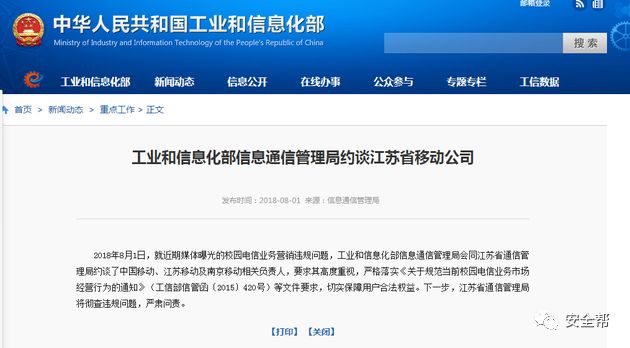 邮箱登录
中华人民共和国工业和信息化部
Ministry of Industry and Information Technology of the People's Republic of China
搜 索
工业和信息化部 新闻动态 信息公开 在线办事 公众参与 专题专栏 工信数据
首页 > 新闻动态 > 重点工作 > 正文
工业和信息化部信息通信管理局约谈江苏省移动公司
发布时间：2018-08-01 来源：信息通信管理局
2018年8月1日，就近期媒体曝光的校园电信业务营销违规问题，工业和信息化部信息通信管理局会同江苏省通信管
理局约谈了中国移动、江苏移动及南京移动相关负责人，要求其高度重视，严格落实《关于规范当前校园电信业务市场
经营行为的通知》（工信部信管函〔2015〕420号）等文件要求，切实保障用户合法权益。下一步，江苏省通信管理局
将彻查违规问题，严肃问责。
【打印】 【关闭】
安全帮